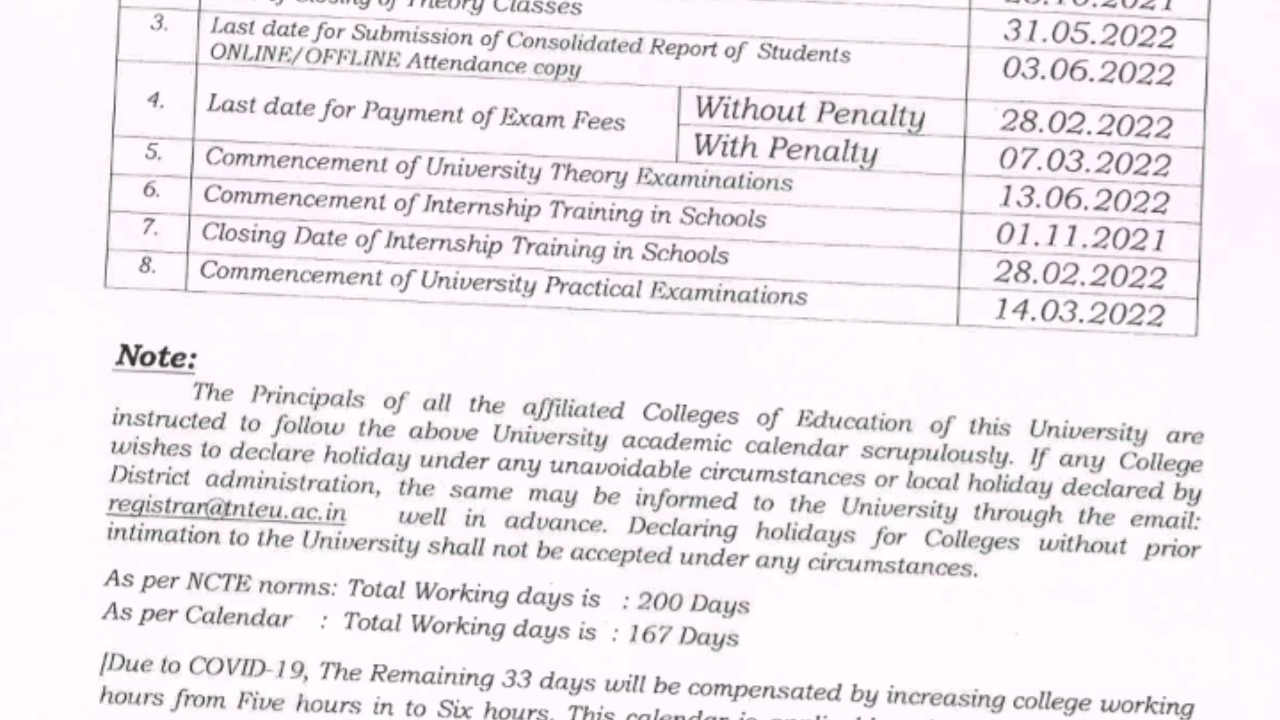 of Closing of Theory Classes
31.05.2022
3. Last date for Submission of Consolidated Report of Students
ONLINE/OFFLINE Attendance copy
03.06.2022
4. Last date for Payment of Exam Fees
Without Penalty 28.02.2022
With Penalty 07.03.2022
5. Commencement of University Theory Examinations 13.06.2022
6. Commencement of Internship Training in Schools 01.11.2021
7. Closing Date of Internship Training in Schools 28.02.2022
8. Commencement of University Practical Examinations 14.03.2022
Note:
The Principals of all the affiliated Colleges of Education of this University are
instructed to follow the above University academic calendar scrupulously. If any College
wishes to declare holiday under any unavoidable circumstances or local holiday declared by
District administration, the same may be informed to the University through the email:
registrar@tnteu.ac.in well in advance. Declaring holidays for Colleges without prior
intimation to the University shall not be accepted under any circumstances.
As per NCTE norms: Total Working days is : 200 Days
As per Calendar : Total Working days is : 167 Days
[Due to COVID-19, The Remaining 33 days will be compensated by increasing college working
hours from Five hours in to Six hours. This calendar is